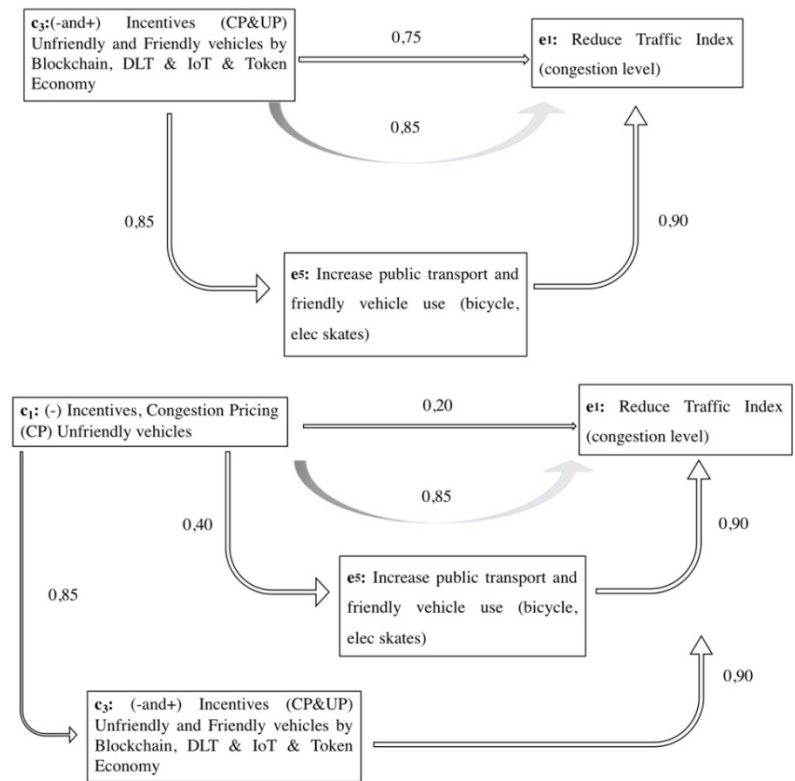 c₃:(-and+) Incentives (CP&UP)
Unfriendly and Friendly vehicles by
Blockchain, DLT & IoT & Token
Economy
0,75
e¹: Reduce Traffic Index
(congestion level)
0,85
0,85
0,90
e⁵: Increase public transport and
friendly vehicle use (bicycle,
elec skates)
c₁: (-) Incentives, Congestion Pricing
(CP) Unfriendly vehicles
0,20
e¹: Reduce Traffic Index
(congestion level)
0,85
0,40
0,90
e⁵: Increase public transport and
friendly vehicle use (bicycle,
elec skates)
0,85
0,90
c₃: (-and+) Incentives (CP&UP)
Unfriendly and Friendly vehicles by
Blockchain, DLT & IoT & Token
Economy